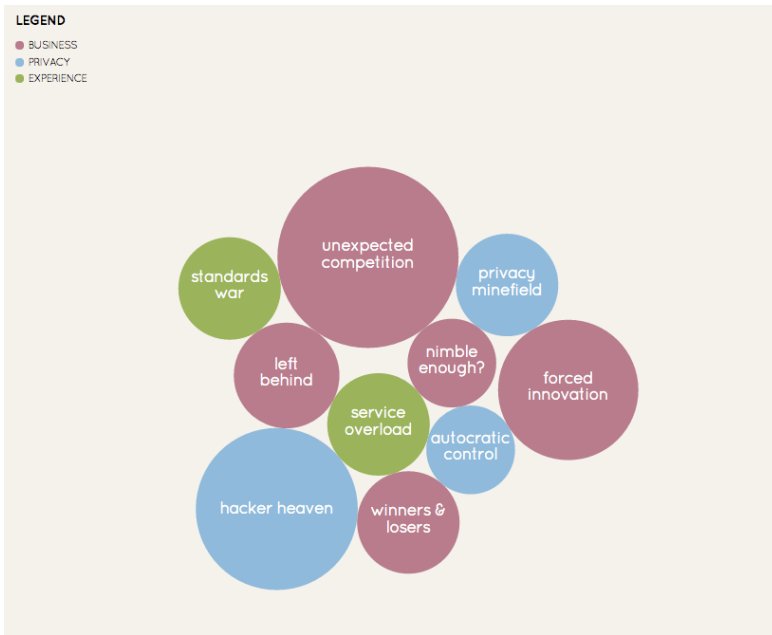 LEGEND
BUSINESS
PRIVACY
EXPERIENCE
unexpected
competition
standards
war
privacy
minefield
left
behind
nimble
enough?
forced
innovation
service
overload
autocratic
control
hacker heaven
winners &
losers